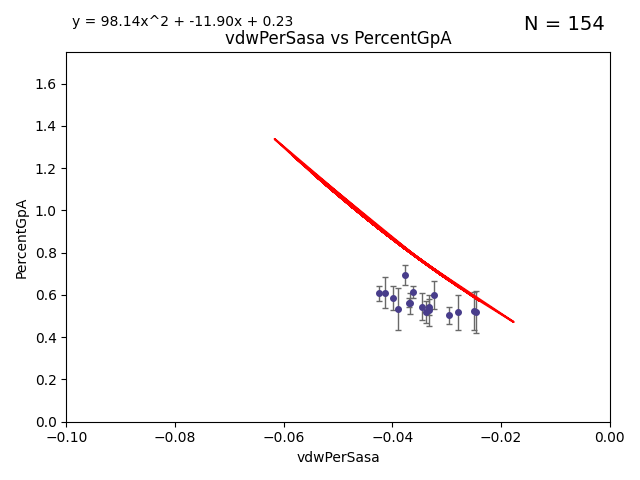 y = 98.14x^2 + -11.90x + 0.23
N = 154
vdwPerSasa vs PercentGpA
1.6
1.4
1.2
1.0
0.8
0.6
0.4
0.2
0.0
PercentGpA
−0.10 −0.08 −0.06 −0.04 −0.02 0.00
vdwPerSasa